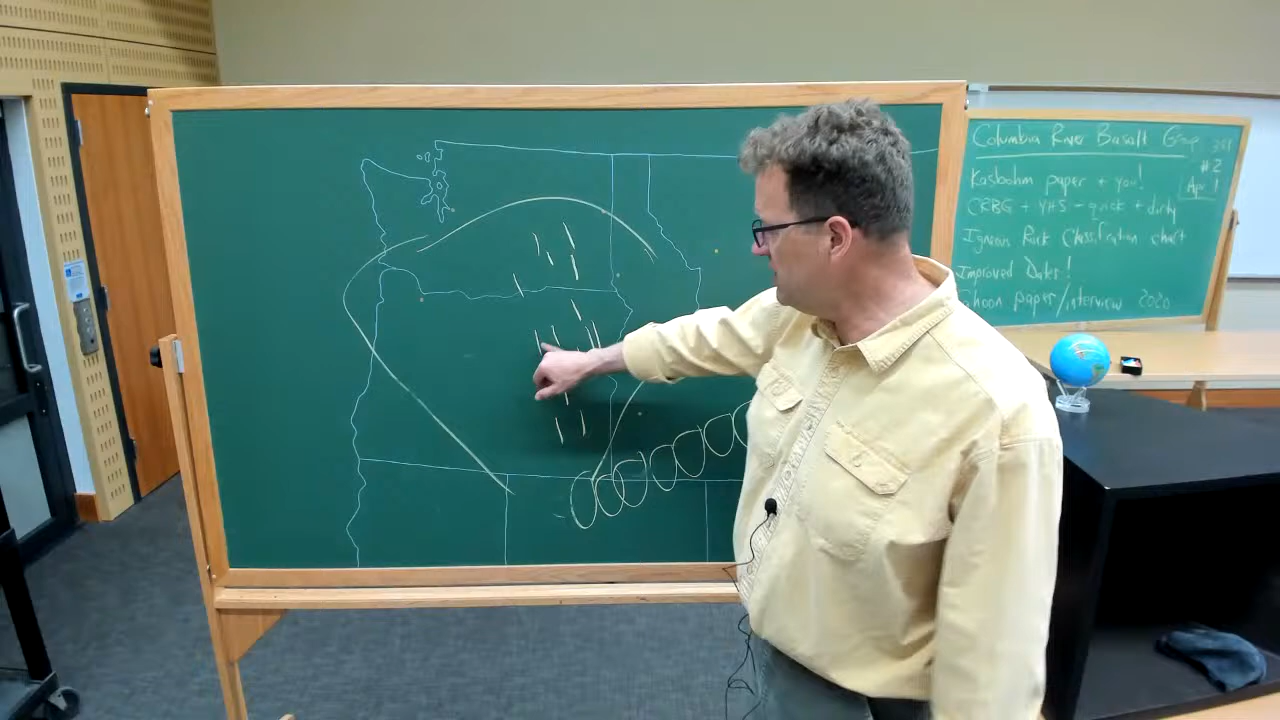 Columbia River Basalt Group 351
#2
Kasbohm paper + you!
Apr 1
CRBG + YHS - quick + dirty
Igneous Rock Classification chart
Improved Dates!
paper/interview 2020